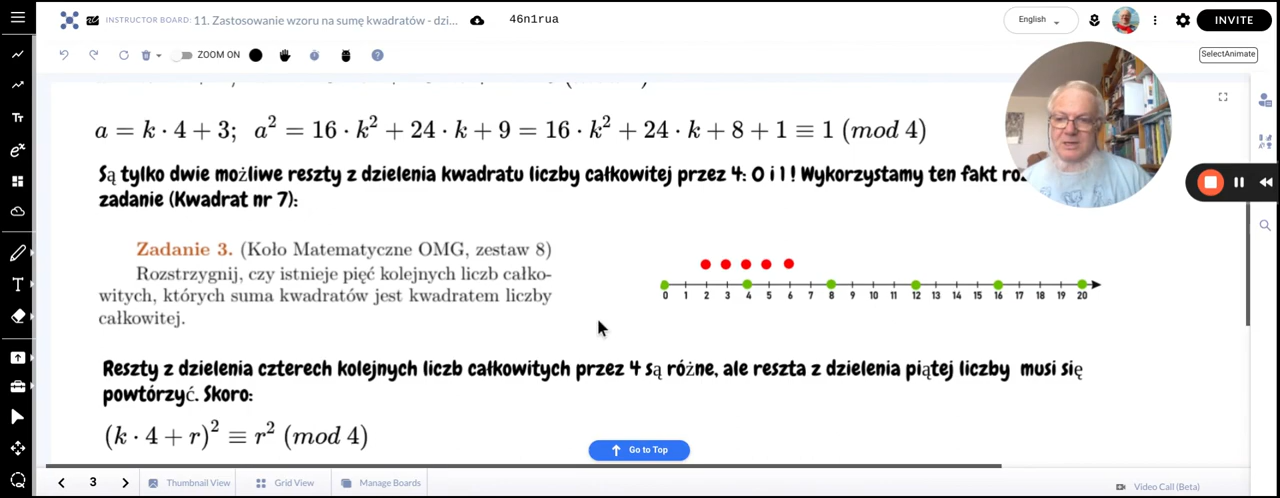 INSTRUCTOR BOARD: 11. Zastosowanie wzoru na sumę kwadratów - dzi...
46n1rua
English
INVITE
ZOOM ON
SelectAnimate
a = k · 4 + 3;  a² = 16 · k² + 24 · k + 9 = 16 · k² + 24 · k + 8 + 1 ≡ 1 (mod 4)
Są tylko dwie możliwe reszty z dzielenia kwadratu liczby całkowitej przez 4: 0 i 1! Wykorzystamy ten fakt
zadanie (Kwadrat nr 7):
Zadanie 3. (Koło Matematyczne OMG, zestaw 8)
Rozstrzygnij, czy istnieje pięć kolejnych liczb całko-
witych, których suma kwadratów jest kwadratem liczby
całkowitej.
0 1 2 3 4 5 6 7 8 9 10 11 12 13 14 15 16 17 18 19 20
Reszty z dzielenia czterech kolejnych liczb całkowitych przez 4 są różne, ale reszta z dzielenia piątej liczby musi się
powtórzyć. Skoro:
(k · 4 + r)² ≡ r² (mod 4)
Go to Top
3
Thumbnail View
Grid View
Manage Boards
Video Call (Beta)